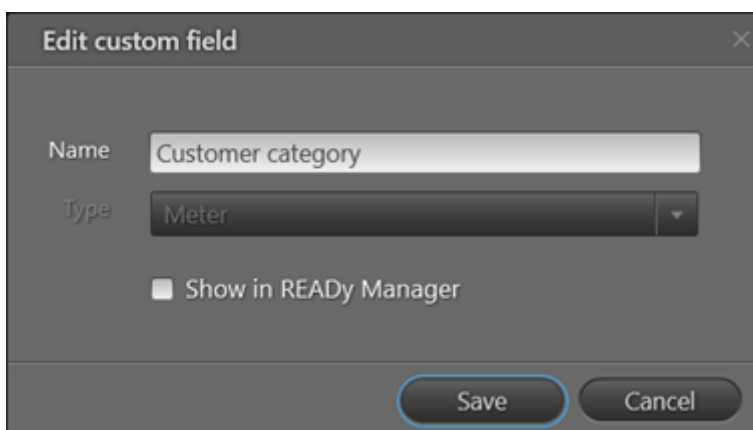 Edit custom field
Name
Customer category
Type
Meter
Show in READy Manager
Save
Cancel